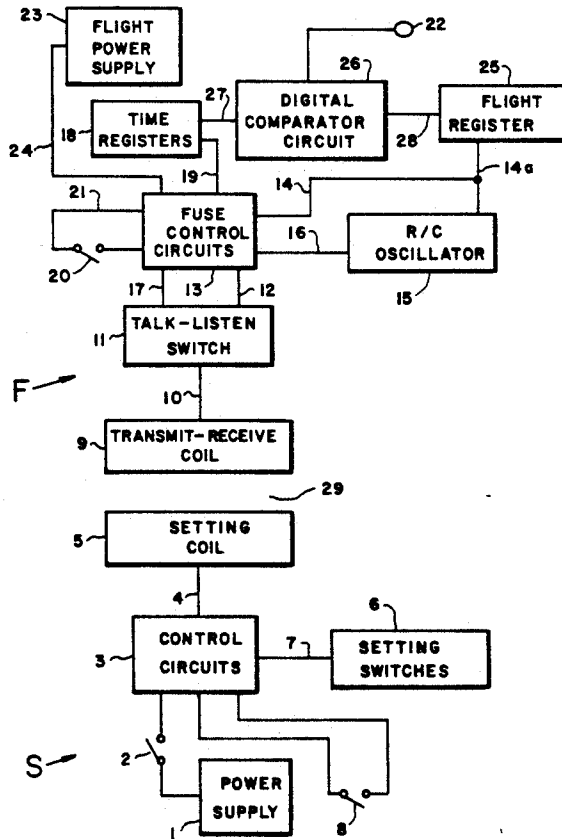 23
FLIGHT
POWER
SUPPLY
22
26
25
24
18
TIME
REGISTERS
27
DIGITAL
COMPARATOR
CIRCUIT
28
FLIGHT
REGISTER
19
14
14a
21
20
FUSE
CONTROL
CIRCUITS
16
R/C
OSCILLATOR
15
17
13
12
11
TALK-LISTEN
SWITCH
F
10
9
TRANSMIT-RECEIVE
COIL
29
5
SETTING
COIL
4
6
3
CONTROL
CIRCUITS
7
SETTING
SWITCHES
S
2
POWER
SUPPLY
1
8